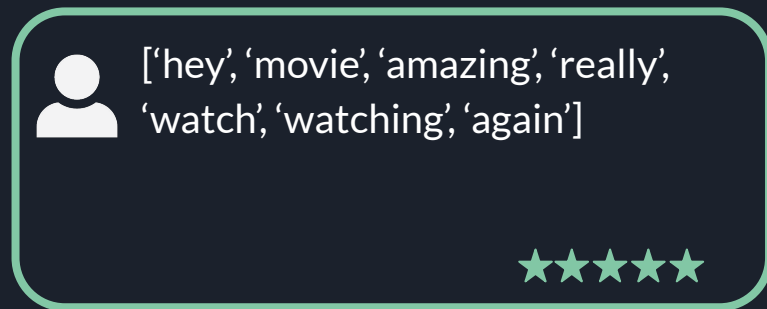 [‘hey’, ‘movie’, ‘amazing’, ‘really’,
‘watch’, ‘watching’, ‘again’]